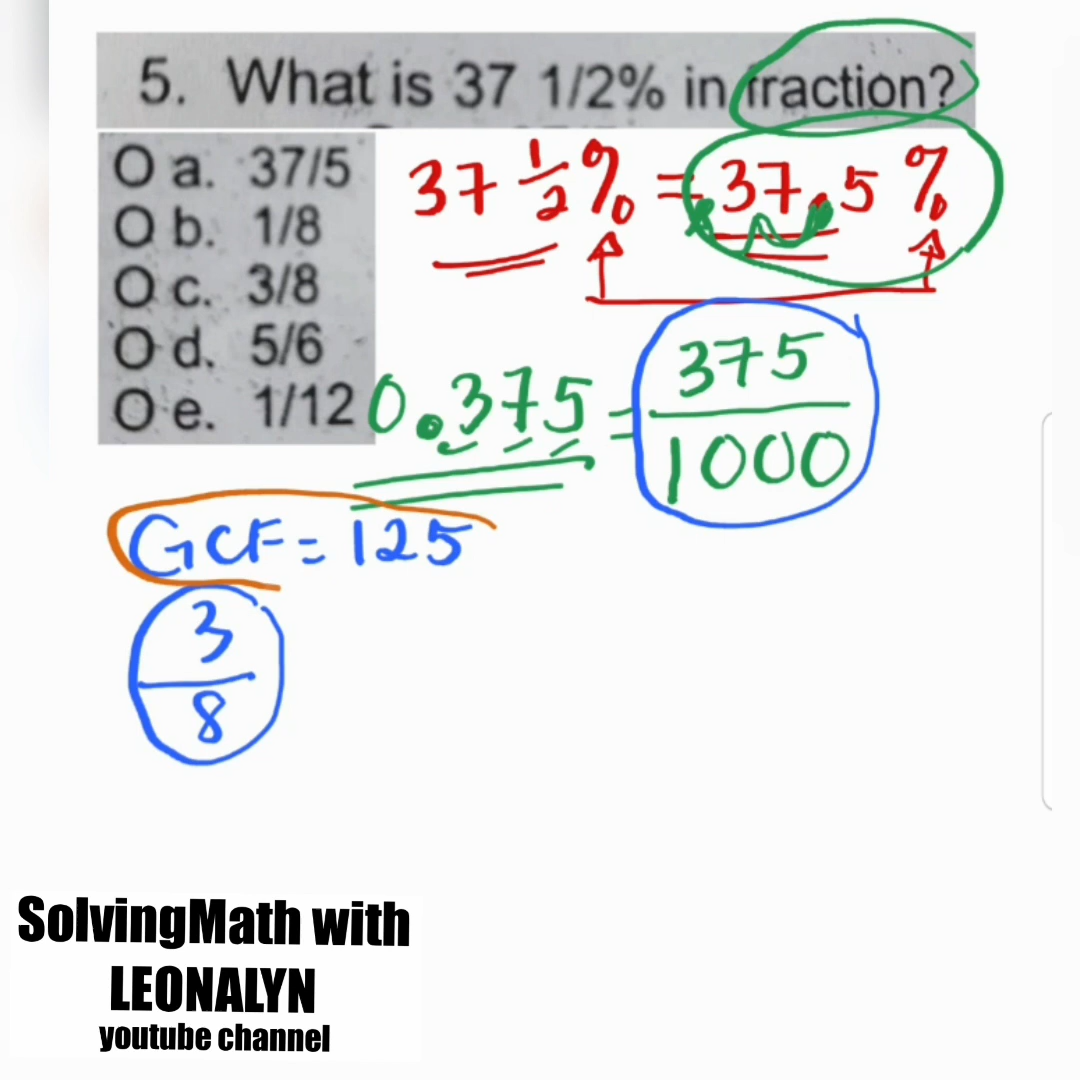 5. What is 37 1/2% in fraction?
O a. 37/5
O b. 1/8
O c. 3/8
O d. 5/6
O e. 1/12
37 1/2 % = 37.5 %
0.375 = 375/1000
GCF = 125
3/8
SolvingMath with
LEONALYN
youtube channel